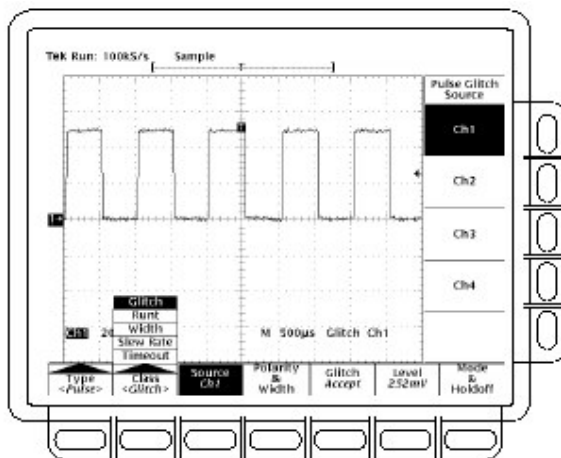 Tek Run: 100kS/s Sample
T
Pulse Glitch
Source
Ch1
Ch2
Ch3
Ch4
T
Glitch
Runt
Width
Slew Rate
Timeout
Ch1
M 500µs Glitch Ch1
Type
<Pulse>
Class
<Glitch>
Source
Ch1
Polarity
&
Width
Glitch
Accept
Level
252mV
Mode
&
Holdoff